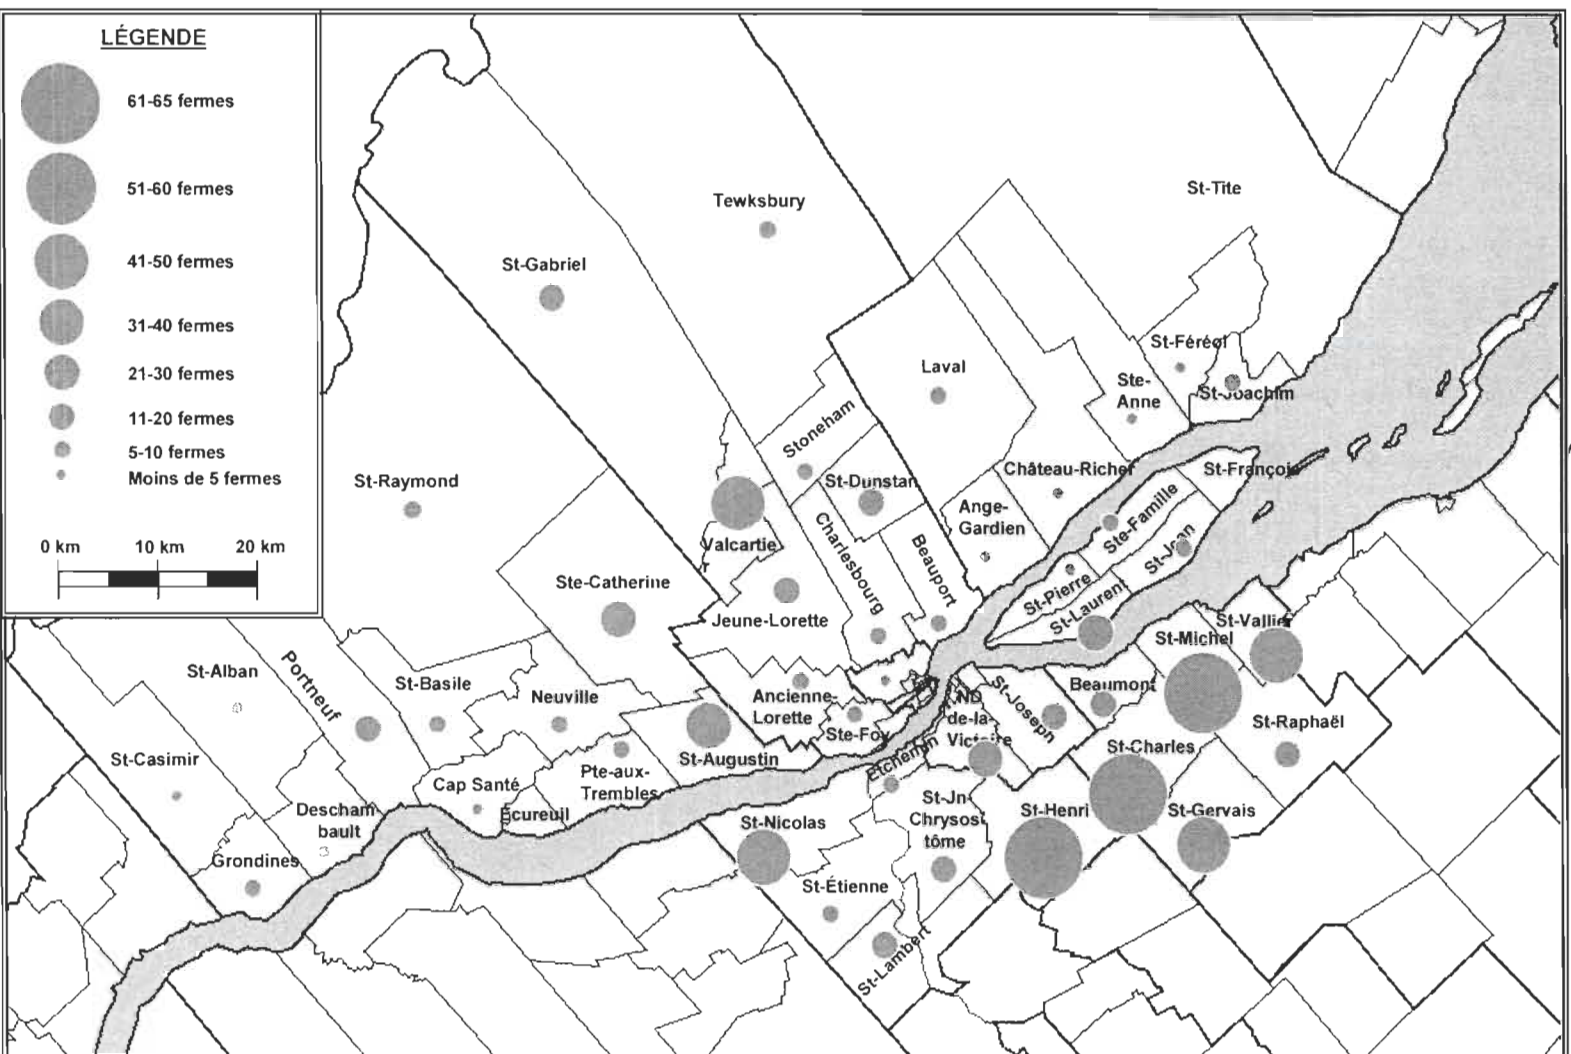 LÉGENDE
61-65 fermes
51-60 fermes
41-50 fermes
31-40 fermes
21-30 fermes
11-20 fermes
5-10 fermes
Moins de 5 fermes
0 km 10 km 20 km
St-Tite
Tewksbury
St-Gabriel
St-Féréol
Laval
Ste-
Anne
St-Joachim
Stoneham
St-Raymond
St-Dunstan
Château-Richer
St-François
Ange-
Gardien
Ste-Famille
St-Jean
Valcartier
Charlesbourg
Beauport
Ste-Catherine
St-Pierre
St-Laurent
Jeune-Lorette
St-Vallier
St-Michel
St-Alban
Portneuf
St-Basile
Neuville
Ancienne-
Lorette
Ste-Foy
ND
de-la-
Victoire
St-Joseph
Beaumont
St-Raphaël
St-Casimir
Cap Santé
Pte-aux-
Trembles
St-Augustin
Etchemin
St-Charles
Descham
bault
Écureuil
St-Nicolas
St-Jn-
Chrysos
tôme
St-Henri
St-Gervais
Grondines
St-Étienne
St-Lambert